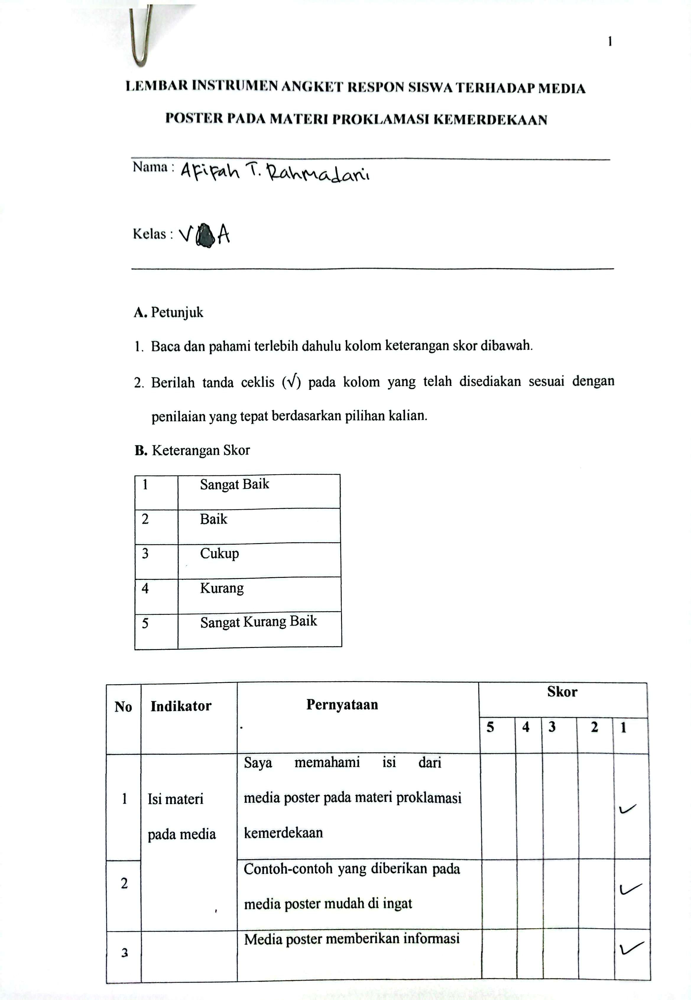 1
LEMBAR INSTRUMEN ANGKET RESPON SISWA TERHADAP MEDIA
POSTER PADA MATERI PROKLAMASI KEMERDEKAAN
Nama : Afifah T. Rahmadani
Kelas : V A
A. Petunjuk
1. Baca dan pahami terlebih dahulu kolom keterangan skor dibawah.
2. Berilah tanda ceklis (√) pada kolom yang telah disediakan sesuai dengan
penilaian yang tepat berdasarkan pilihan kalian.
B. Keterangan Skor
1 Sangat Baik
2 Baik
3 Cukup
4 Kurang
5 Sangat Kurang Baik
No Indikator Pernyataan Skor
5 4 3 2 1
Saya memahami isi dari
1 Isi materi media poster pada materi proklamasi ✓
pada media kemerdekaan
Contoh-contoh yang diberikan pada
2 ✓
media poster mudah di ingat
Media poster memberikan informasi
3 ✓